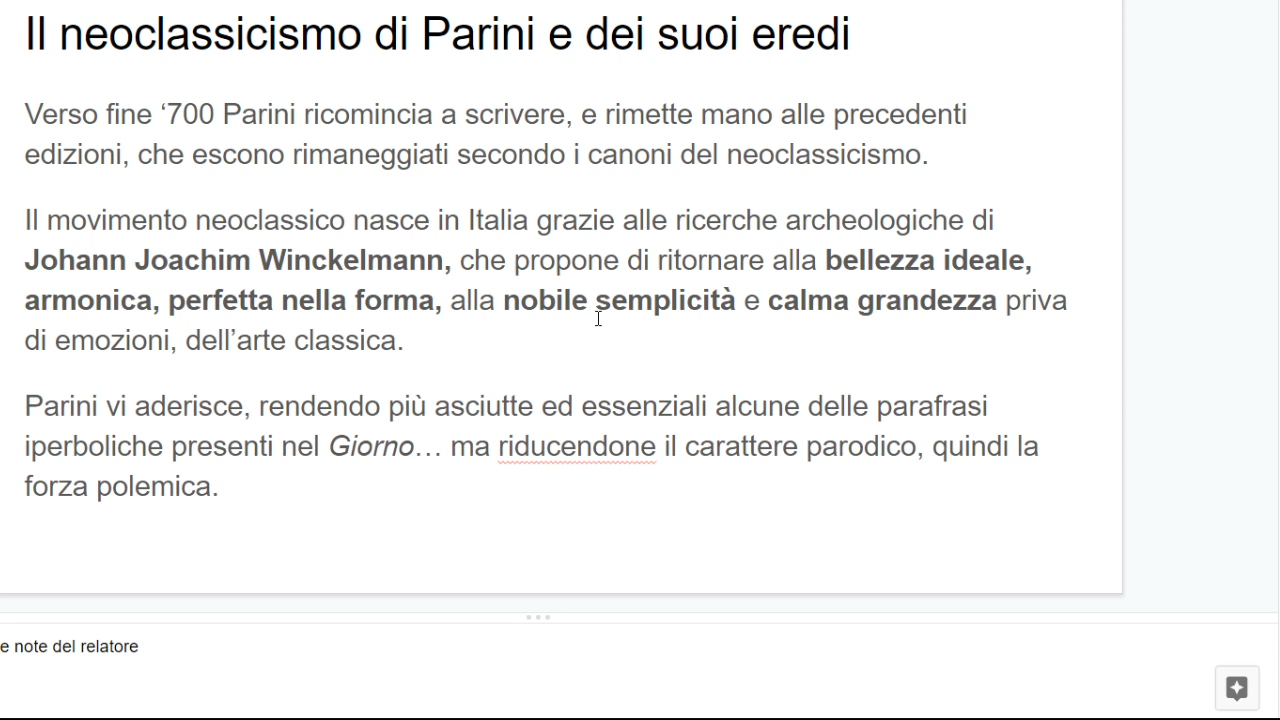 Il neoclassicismo di Parini e dei suoi eredi
Verso fine ‘700 Parini ricomincia a scrivere, e rimette mano alle precedenti
edizioni, che escono rimaneggiati secondo i canoni del neoclassicismo.
Il movimento neoclassico nasce in Italia grazie alle ricerche archeologiche di
Johann Joachim Winckelmann, che propone di ritornare alla bellezza ideale,
armonica, perfetta nella forma, alla nobile semplicità e calma grandezza priva
di emozioni, dell’arte classica.
Parini vi aderisce, rendendo più asciutte ed essenziali alcune delle parafrasi
iperboliche presenti nel Giorno… ma riducendone il carattere parodico, quindi la
forza polemica.
e note del relatore